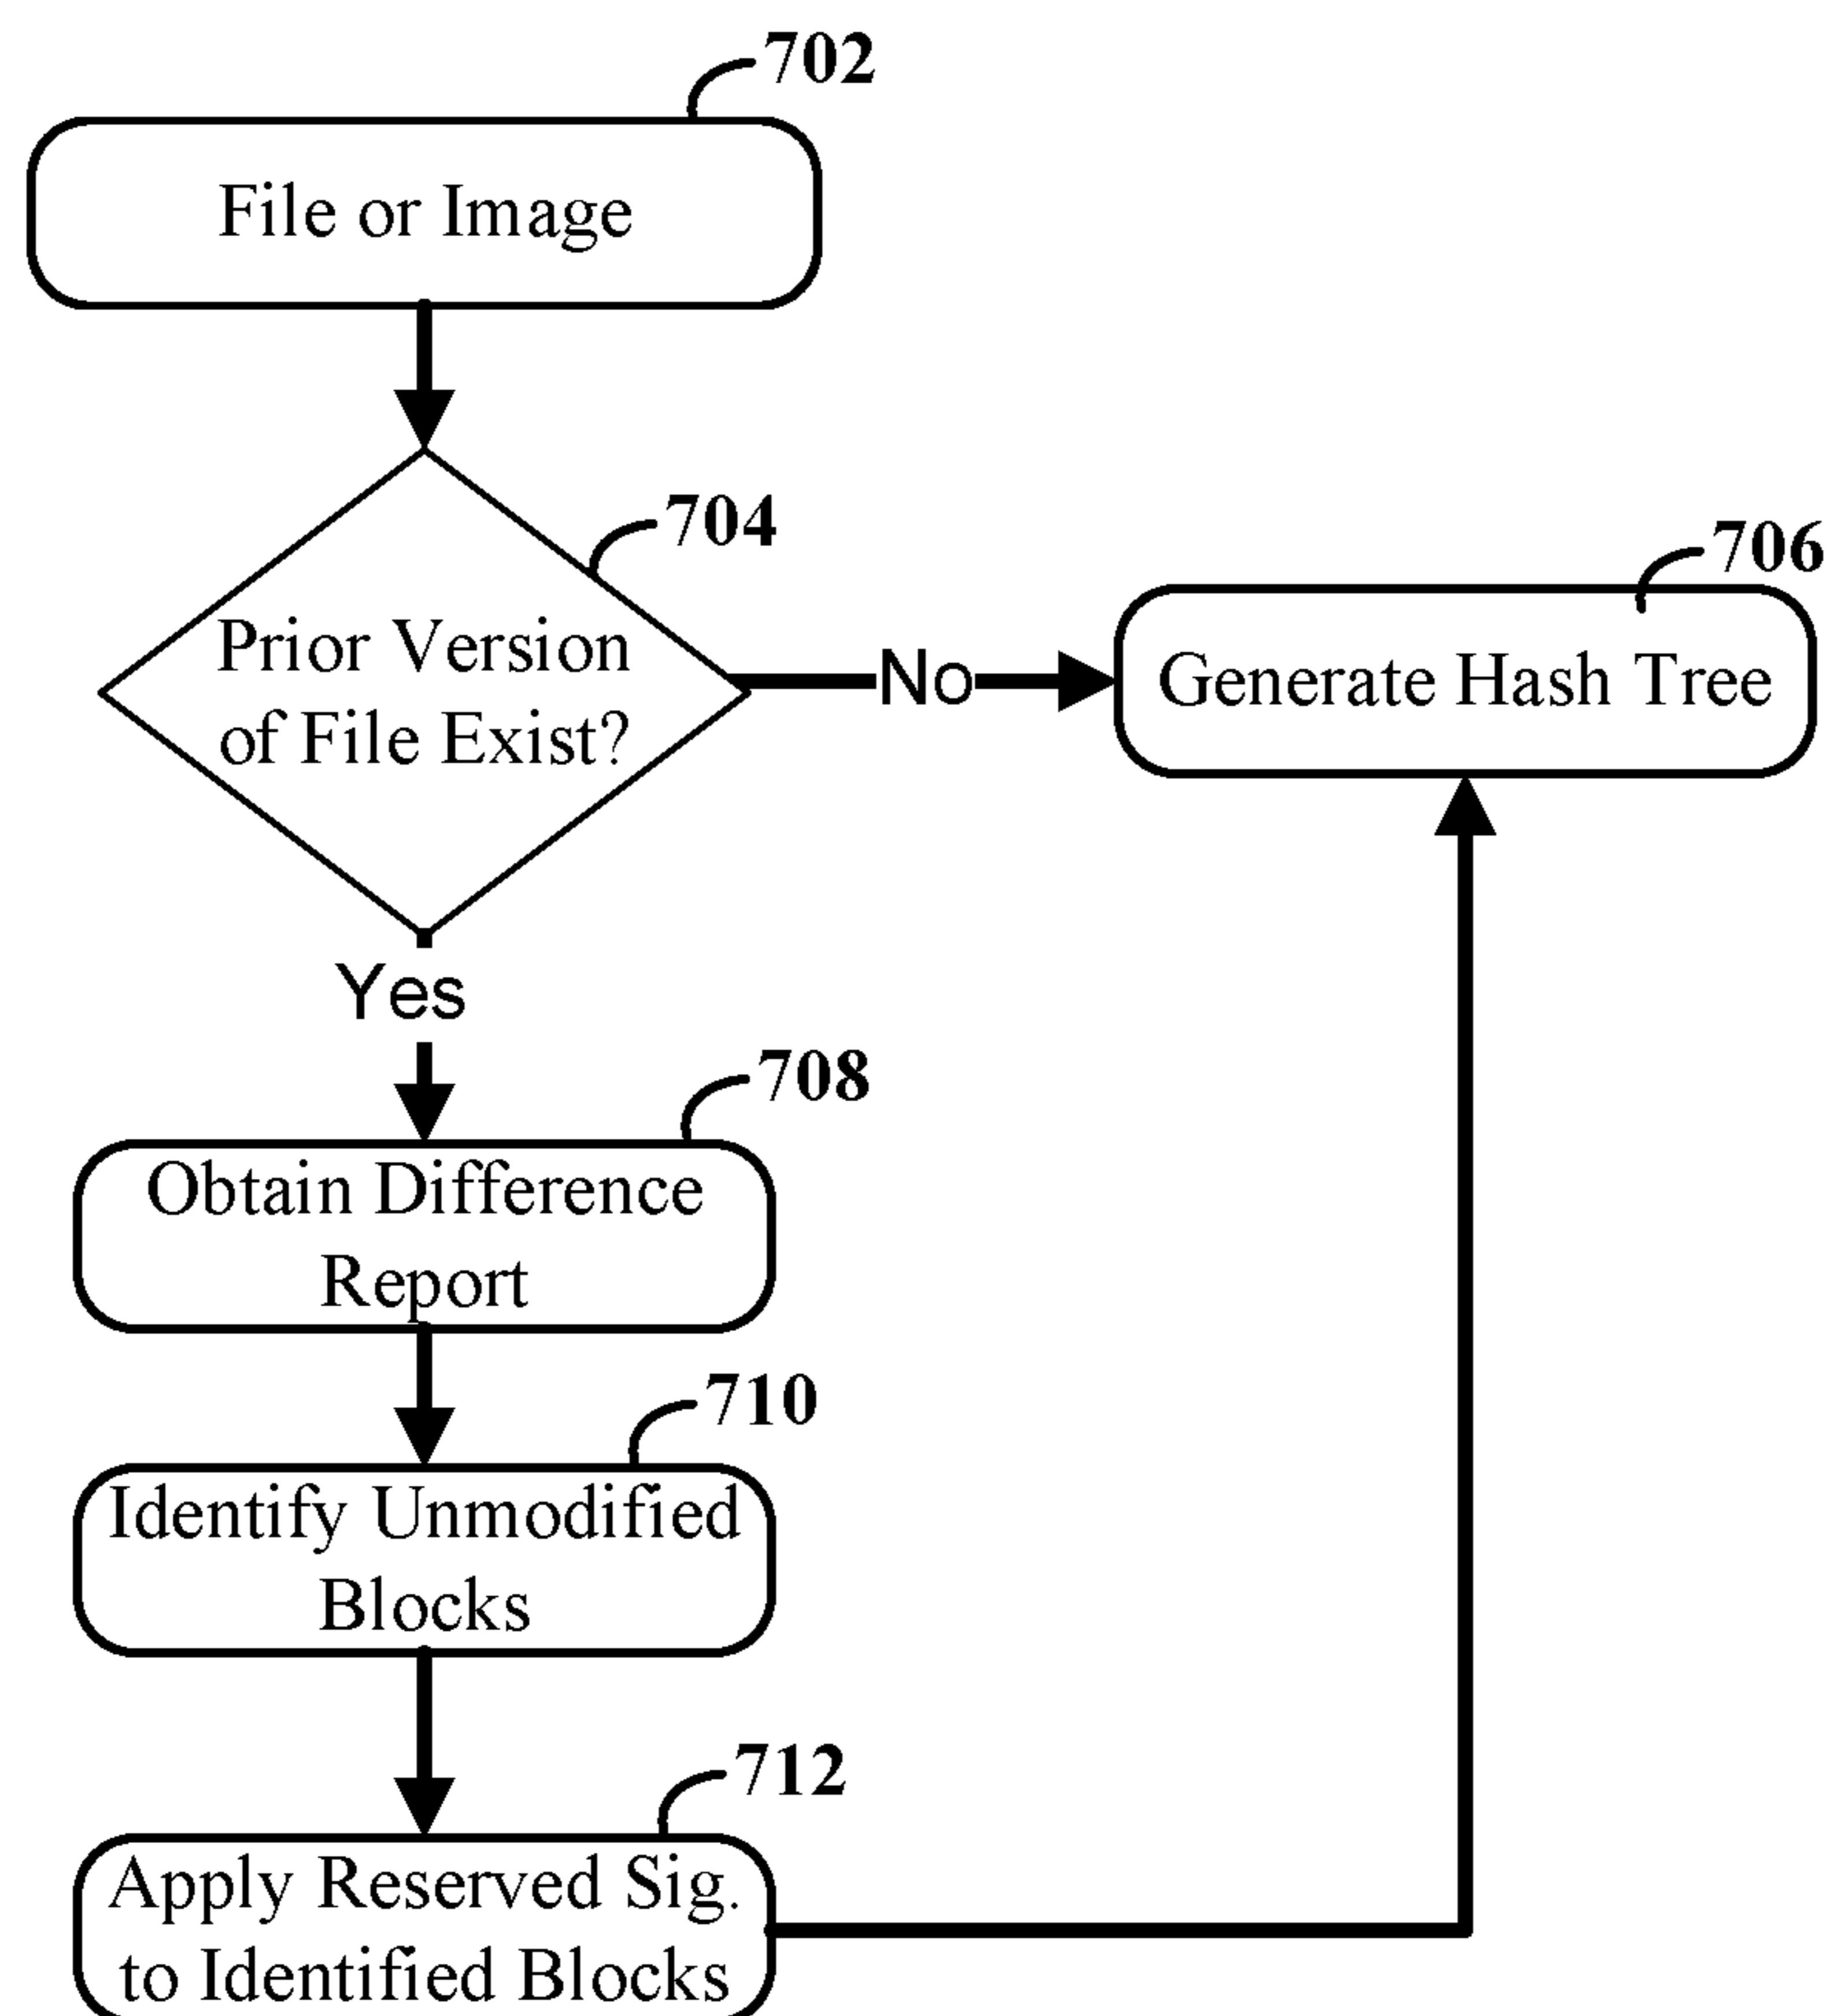 702
File or Image
704
Prior Version
of File Exist?
No
706
Generate Hash Tree
Yes
708
Obtain Difference
Report
710
Identify Unmodified
Blocks
712
Apply Reserved Sig.
to Identified Blocks